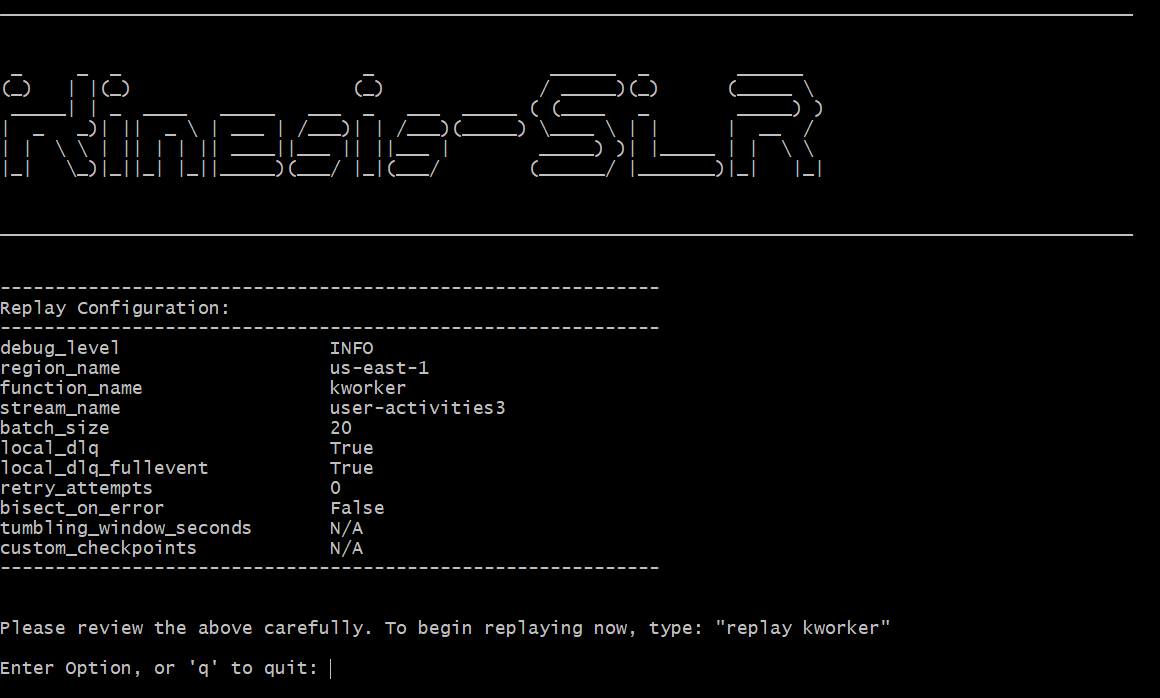 Kinesis-SLR
------------------------------------------------------------
Replay Configuration:
------------------------------------------------------------
debug_level INFO
region_name us-east-1
function_name kworker
stream_name user-activities3
batch_size 20
local_dlq True
local_dlq_fullevent True
retry_attempts 0
bisect_on_error False
tumbling_window_seconds N/A
custom_checkpoints N/A
------------------------------------------------------------
Please review the above carefully. To begin replaying now, type: "replay kworker"
Enter Option, or 'q' to quit: